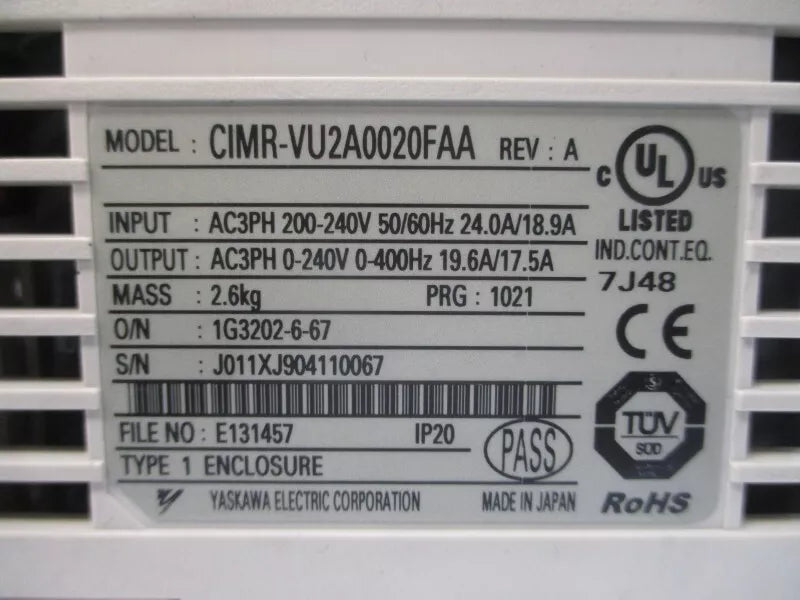 MODEL : CIMR-VU2A0020FAA REV : A
INPUT : AC3PH 200-240V 50/60Hz 24.0A/18.9A
OUTPUT : AC3PH 0-240V 0-400Hz 19.6A/17.5A
MASS : 2.6kg PRG : 1021
O/N : 1G3202-6-67
S/N : J011XJ904110067
FILE NO : E131457 IP20
TYPE 1 ENCLOSURE
PASS
YASKAWA ELECTRIC CORPORATION MADE IN JAPAN
C UL US
LISTED
IND.CONT.EQ.
7J48
CE
TÜV
SÜD
RoHS